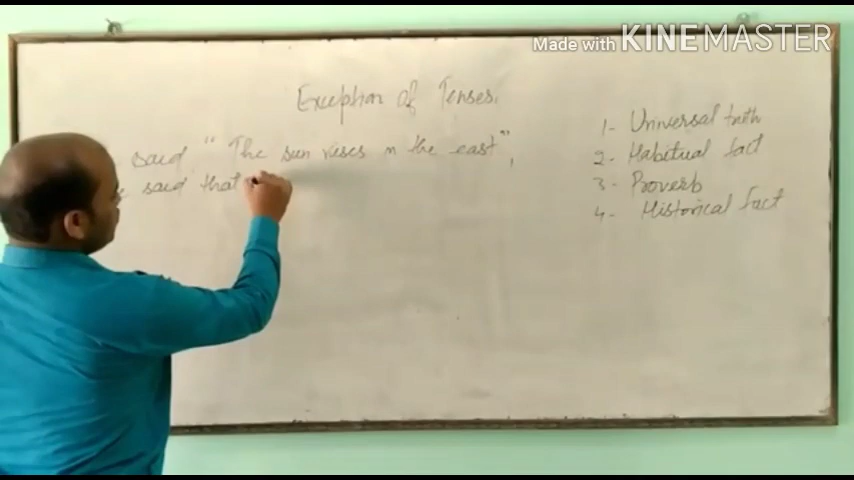 Made with KINEMASTER
Exception of Tenses.
said "The sun rises in the east",
said that
1- Universal truth
2- Habitual fact
3- Proverb
4- Historical fact